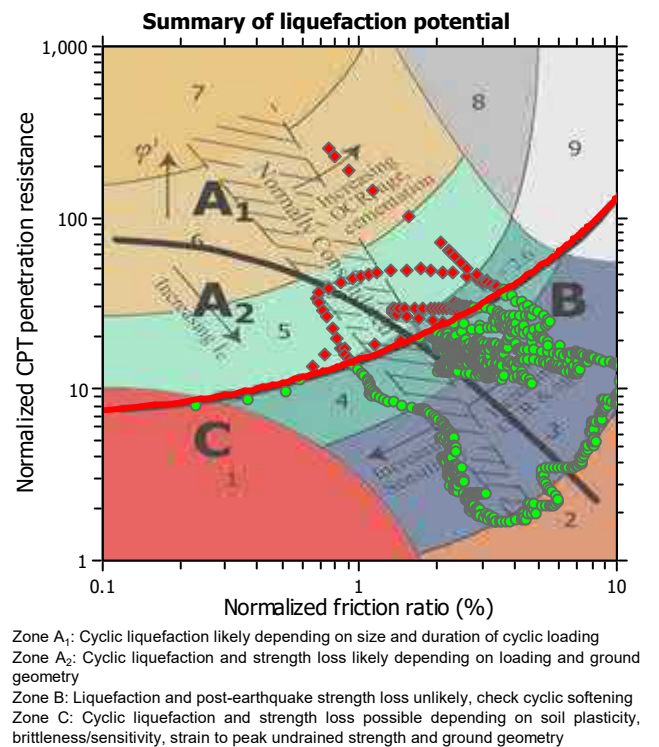 Summary of liquefaction potential
Normalized CPT penetration resistance
1,000
100
10
1
7
8
9
φ'
A1
Normally
Increasing
OCR, age,
cementation
6
A2
Increasing Ic
5
B
4
3
C
1
2
Increasing
0.1
1
10
Normalized friction ratio (%)
Zone A1: Cyclic liquefaction likely depending on size and duration of cyclic loading
Zone A2: Cyclic liquefaction and strength loss likely depending on loading and ground
geometry
Zone B: Liquefaction and post-earthquake strength loss unlikely, check cyclic softening
Zone C: Cyclic liquefaction and strength loss possible depending on soil plasticity,
brittleness/sensitivity, strain to peak undrained strength and ground geometry